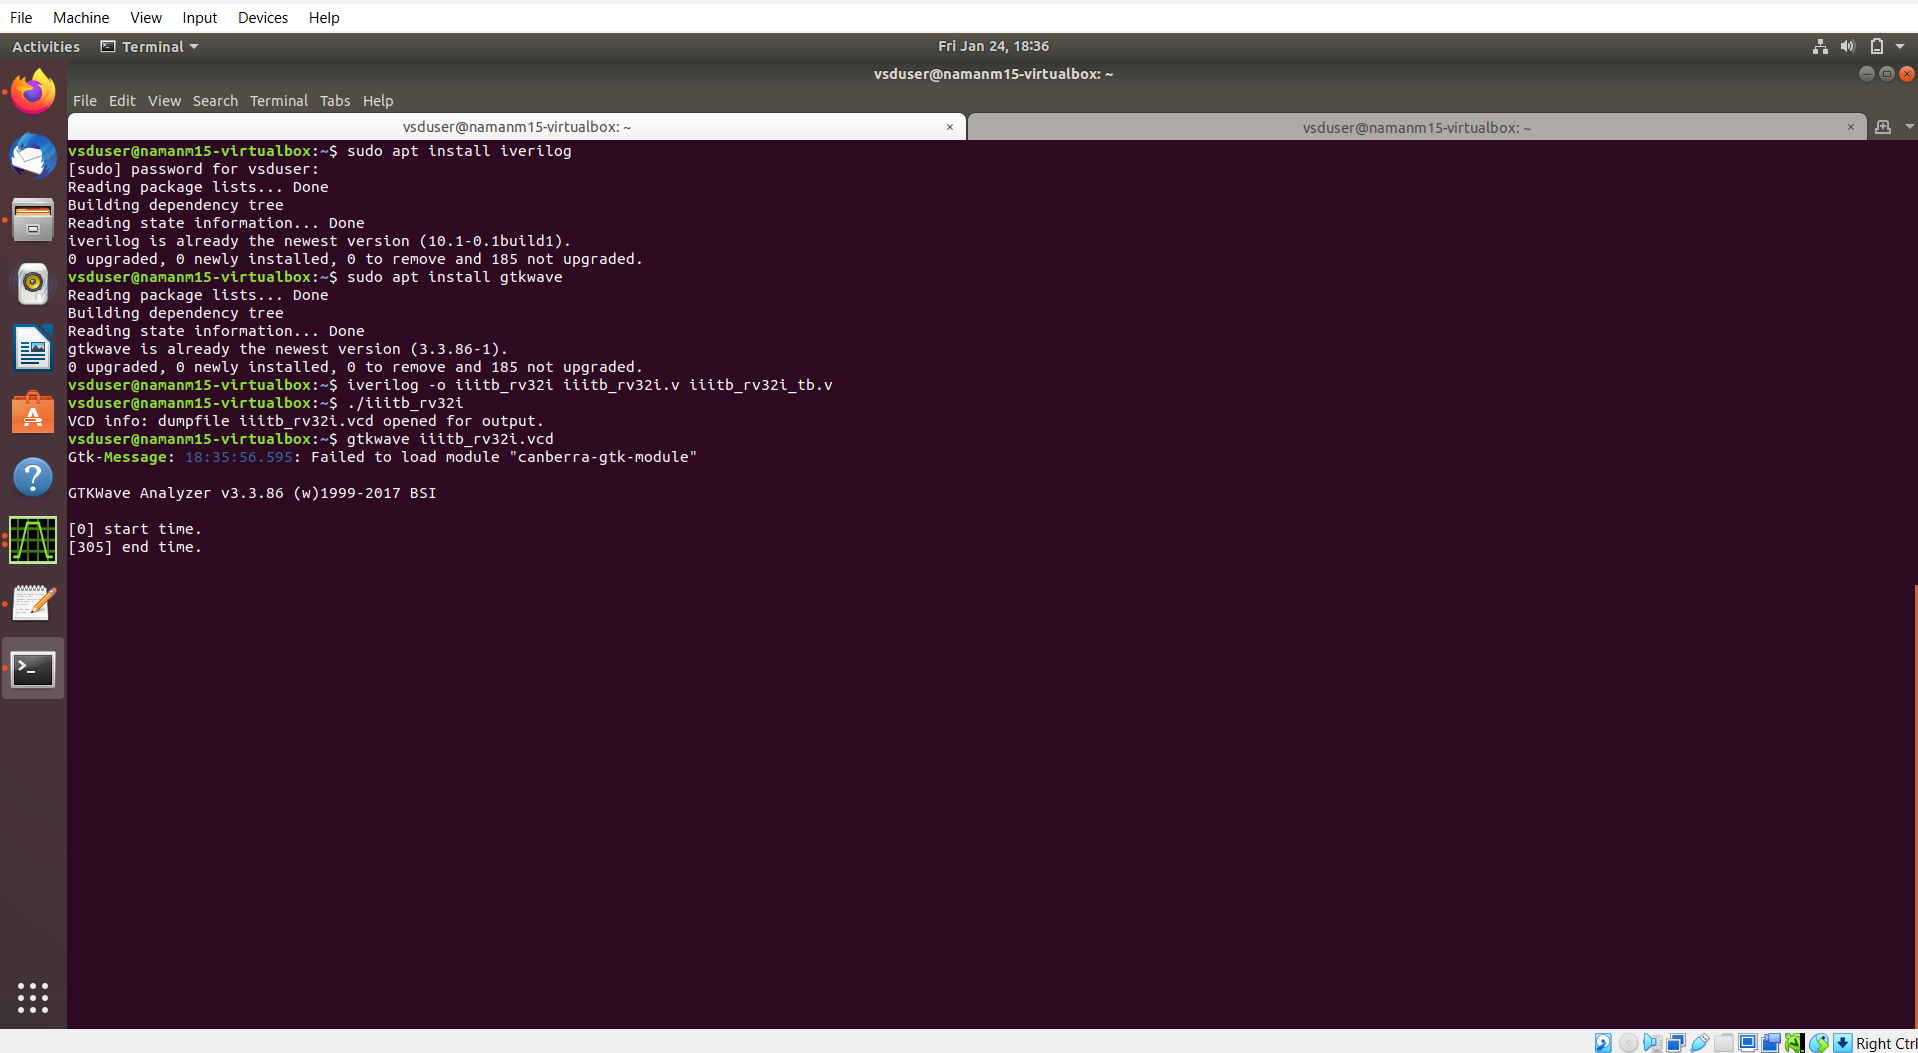 File Machine View Input Devices Help
Activities Terminal Fri Jan 24, 18:36
vsduser@namanm15-virtualbox: ~
File Edit View Search Terminal Tabs Help
vsduser@namanm15-virtualbox: ~ × vsduser@namanm15-virtualbox: ~ ×
vsduser@namanm15-virtualbox:~$ sudo apt install iverilog
[sudo] password for vsduser:
Reading package lists... Done
Building dependency tree
Reading state information... Done
iverilog is already the newest version (10.1-0.1build1).
0 upgraded, 0 newly installed, 0 to remove and 185 not upgraded.
vsduser@namanm15-virtualbox:~$ sudo apt install gtkwave
Reading package lists... Done
Building dependency tree
Reading state information... Done
gtkwave is already the newest version (3.3.86-1).
0 upgraded, 0 newly installed, 0 to remove and 185 not upgraded.
vsduser@namanm15-virtualbox:~$ iverilog -o iiitb_rv32i iiitb_rv32i.v iiitb_rv32i_tb.v
vsduser@namanm15-virtualbox:~$ ./iiitb_rv32i
VCD info: dumpfile iiitb_rv32i.vcd opened for output.
vsduser@namanm15-virtualbox:~$ gtkwave iiitb_rv32i.vcd
Gtk-Message: 18:35:56.595: Failed to load module "canberra-gtk-module"
GTKWave Analyzer v3.3.86 (w)1999-2017 BSI
[0] start time.
[305] end time.
Right Ctrl